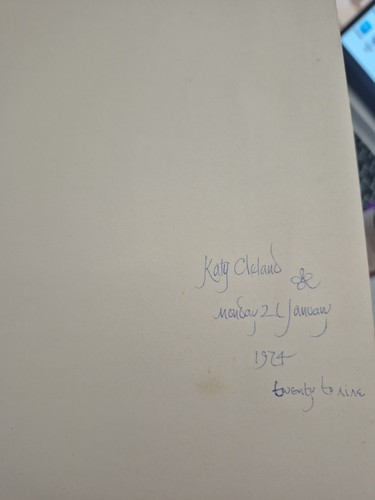 Katy Cleland
Monday 21 January
1974
twenty to nine